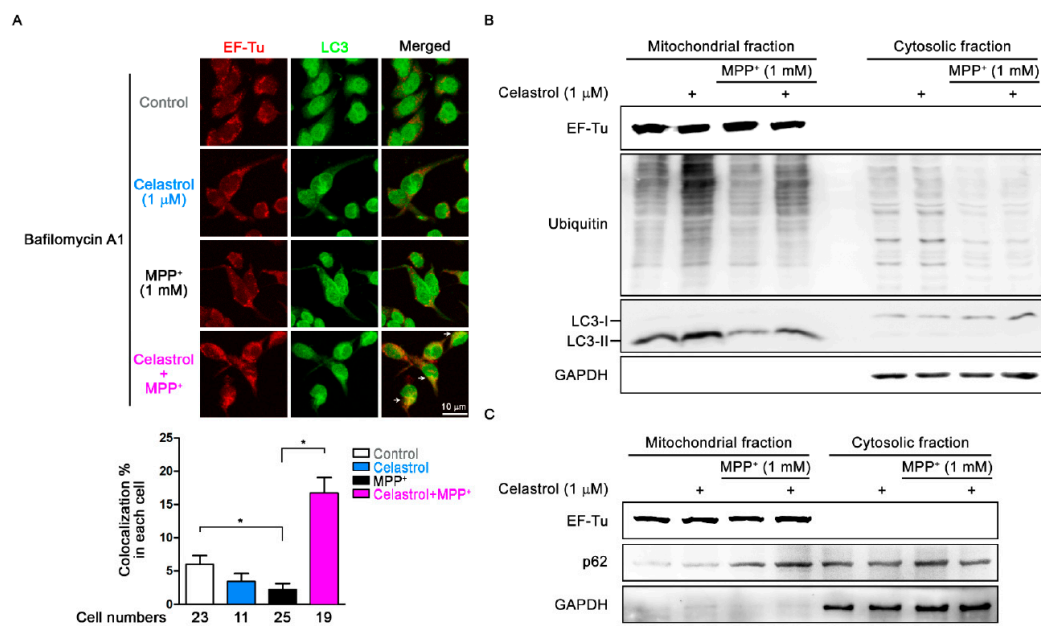 A
EF-Tu LC3 Merged
Bafilomycin A1
Control
Celastrol
(1 μM)
MPP⁺
(1 mM)
Celastrol
+
MPP⁺
10 μm
Colocalization %
in each cell
25
20
15
10
5
0
* *
Control
Celastrol
MPP⁺
Celastrol+MPP⁺
Cell numbers 23 11 25 19
B
Mitochondrial fraction Cytosolic fraction
MPP⁺ (1 mM) MPP⁺ (1 mM)
Celastrol (1 μM) + + + +
EF-Tu
Ubiquitin
LC3-I
LC3-II
GAPDH
C
Mitochondrial fraction Cytosolic fraction
MPP⁺ (1 mM) MPP⁺ (1 mM)
Celastrol (1 μM) + + + +
EF-Tu
p62
GAPDH